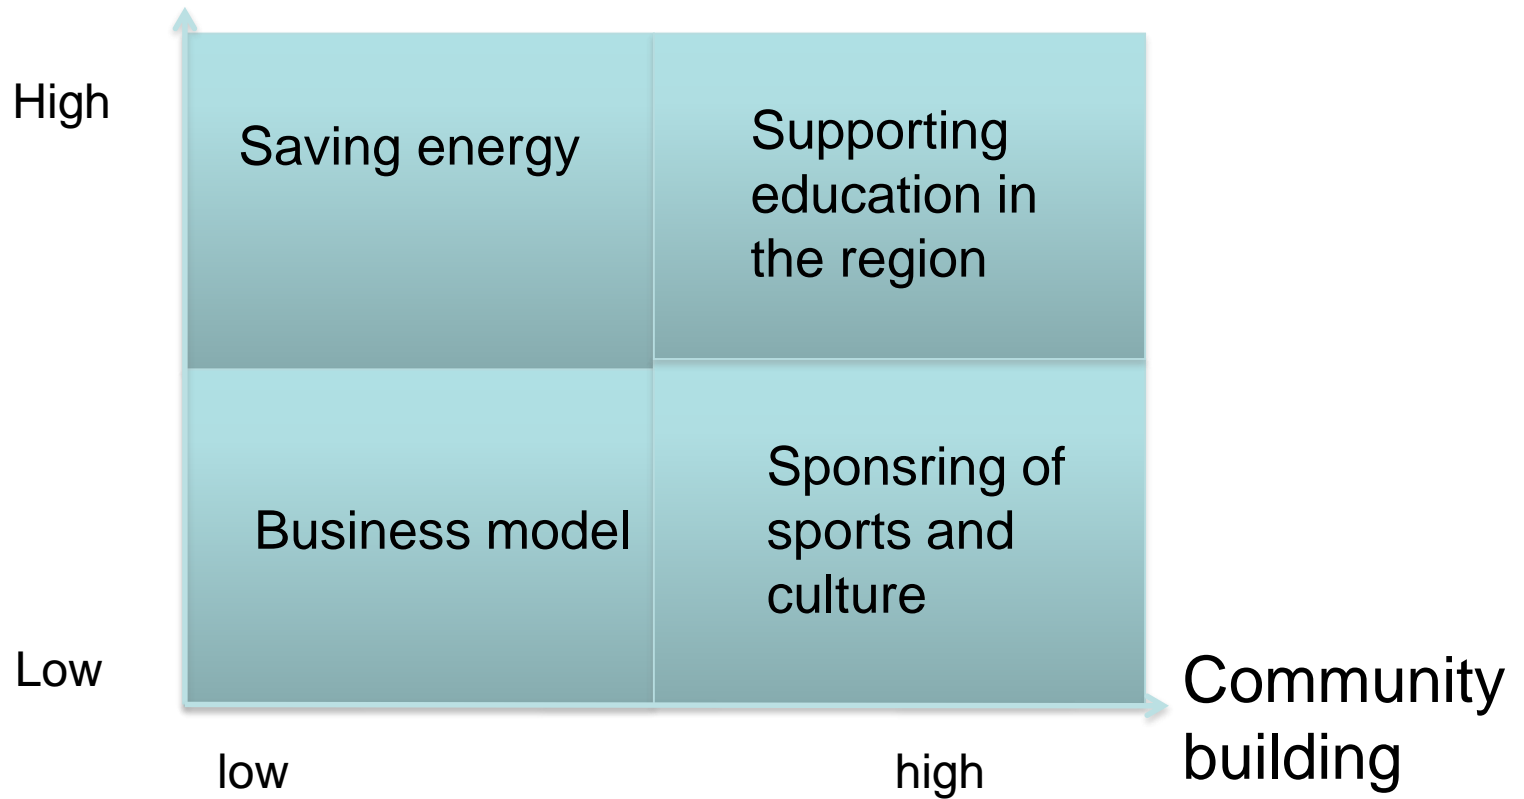 High
Saving energy
Supporting
education in
the region
Business model
Sponsring of
sports and
culture
Low
Community
building
low
high